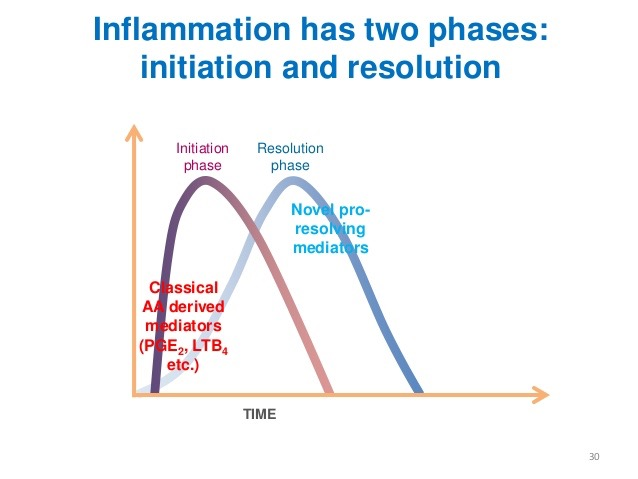 Inflammation has two phases:
initiation and resolution
Initiation
phase
Resolution
phase
Novel pro-
resolving
mediators
Classical
AA derived
mediators
(PGE2, LTB4
etc.)
TIME
30